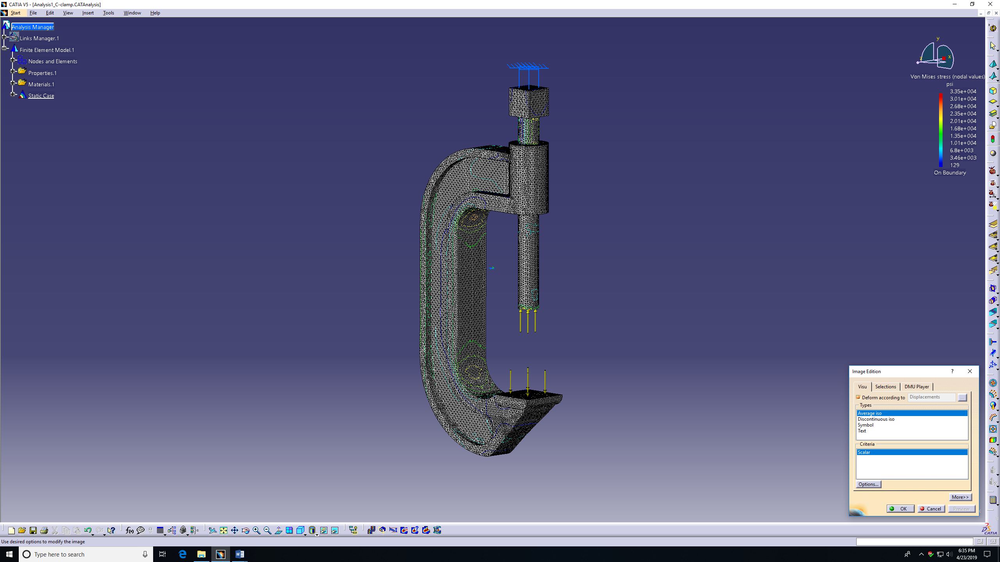 CATIA V5 - [Analysis1_C-clamp.CATAnalysis]
Start File Edit View Insert Tools Window Help
Analysis Manager
Links Manager.1
Finite Element Model.1
Nodes and Elements
Properties.1
Materials.1
Static Case
y
z
x
Von Mises stress (nodal values)
psi
3.35e+004
3.01e+004
2.68e+004
2.35e+004
2.01e+004
1.68e+004
1.35e+004
1.01e+004
6.8e+003
3.46e+003
129
On Boundary
Image Edition
Visu Selections DMU Player
Deform according to Displacements ...
Types
Average iso
Discontinuous iso
Symbol
Text
Criteria
Scalar
Options...
More>>
OK Cancel Preview
f(x)
DS CATIA
Use desired options to modify the image
Type here to search
6:35 PM
4/23/2019